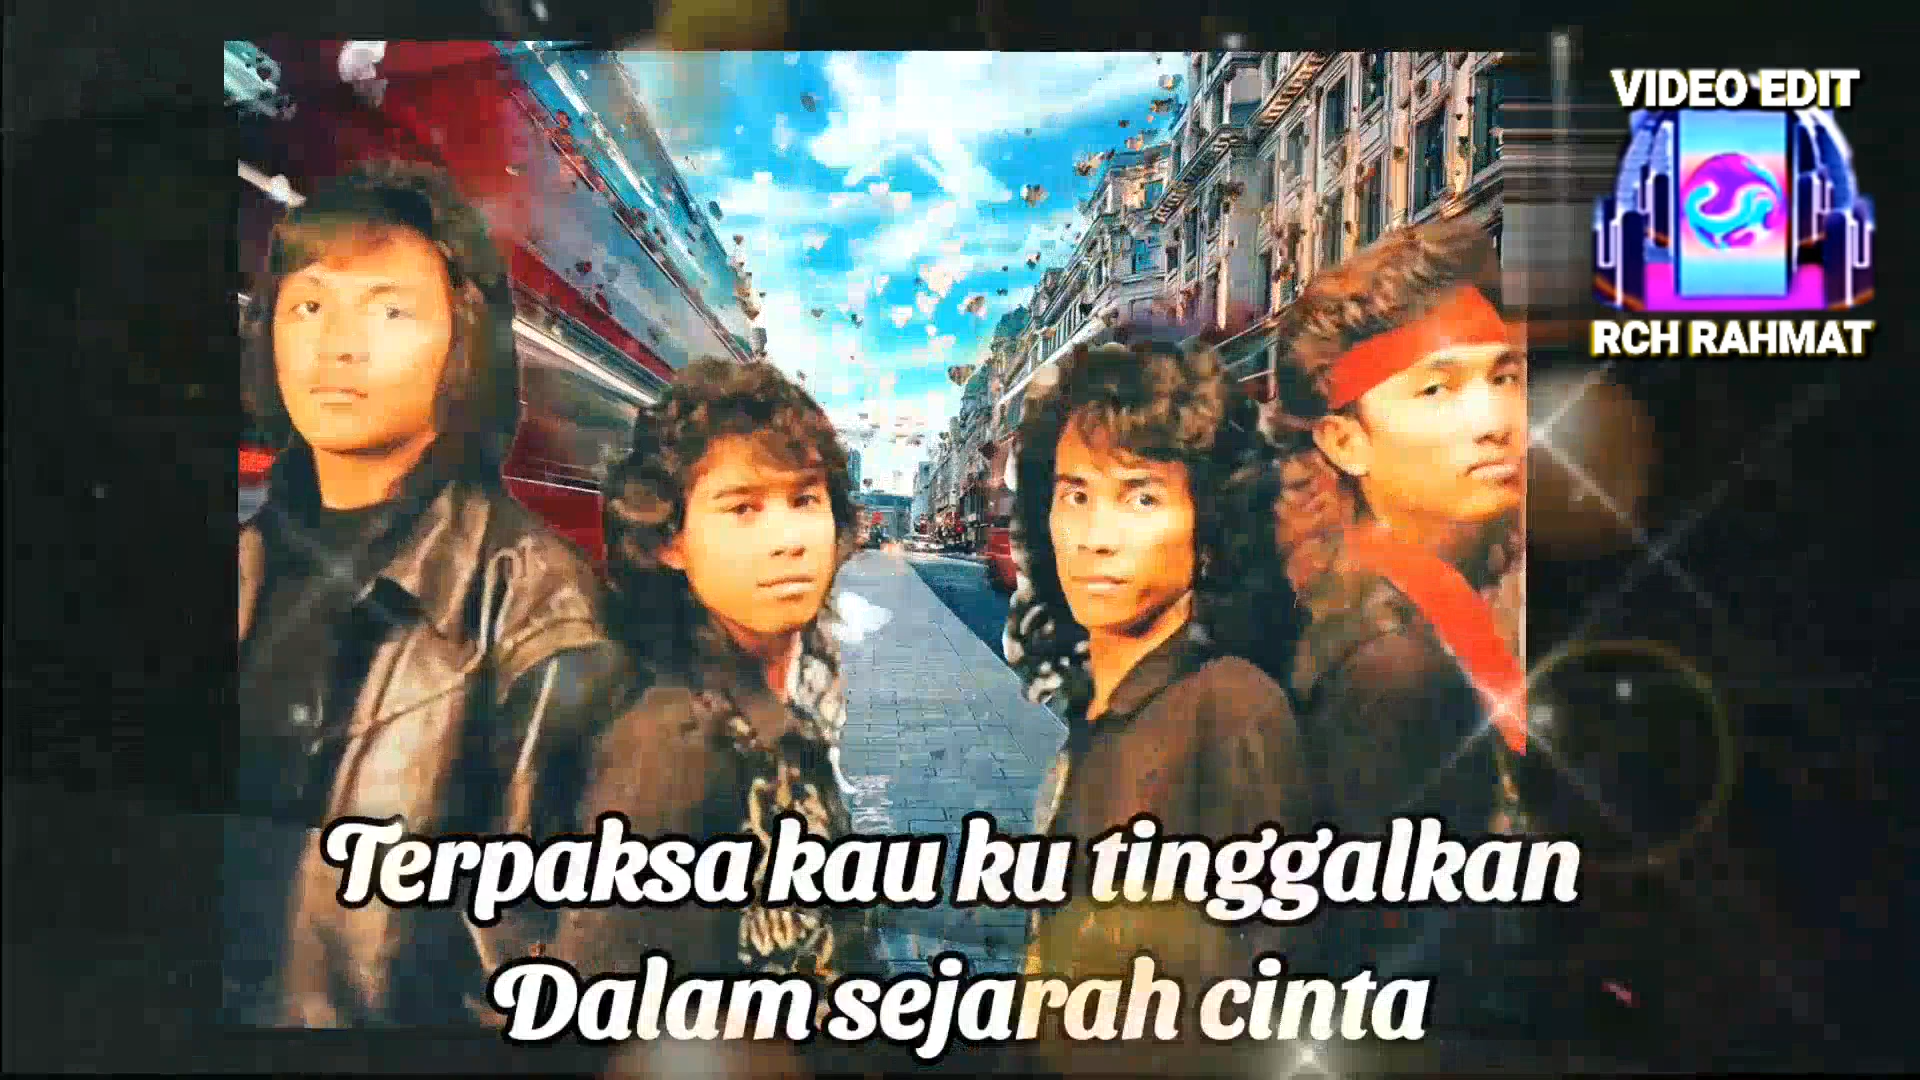 VIDEO EDIT
RCH RAHMAT
Terpaksa kau ku tinggalkan
Dalam sejarah cinta